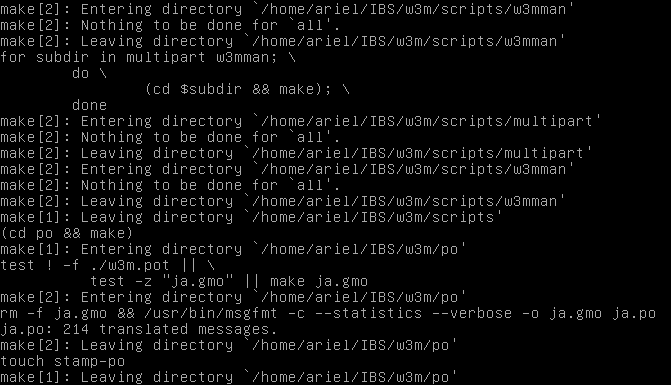 make[2]: Entering directory `/home/ariel/IBS/w3m/scripts/w3mman'
make[2]: Nothing to be done for `all'.
make[2]: Leaving directory `/home/ariel/IBS/w3m/scripts/w3mman'
for subdir in multipart w3mman; \
do \
(cd $subdir && make); \
done
make[2]: Entering directory `/home/ariel/IBS/w3m/scripts/multipart'
make[2]: Nothing to be done for `all'.
make[2]: Leaving directory `/home/ariel/IBS/w3m/scripts/multipart'
make[2]: Entering directory `/home/ariel/IBS/w3m/scripts/w3mman'
make[2]: Nothing to be done for `all'.
make[2]: Leaving directory `/home/ariel/IBS/w3m/scripts/w3mman'
make[1]: Leaving directory `/home/ariel/IBS/w3m/scripts'
(cd po && make)
make[1]: Entering directory `/home/ariel/IBS/w3m/po'
test ! -f ./w3m.pot || \
test -z "ja.gmo" || make ja.gmo
make[2]: Entering directory `/home/ariel/IBS/w3m/po'
rm -f ja.gmo && /usr/bin/msgfmt -c --statistics --verbose -o ja.gmo ja.po
ja.po: 214 translated messages.
make[2]: Leaving directory `/home/ariel/IBS/w3m/po'
touch stamp-po
make[1]: Leaving directory `/home/ariel/IBS/w3m/po'